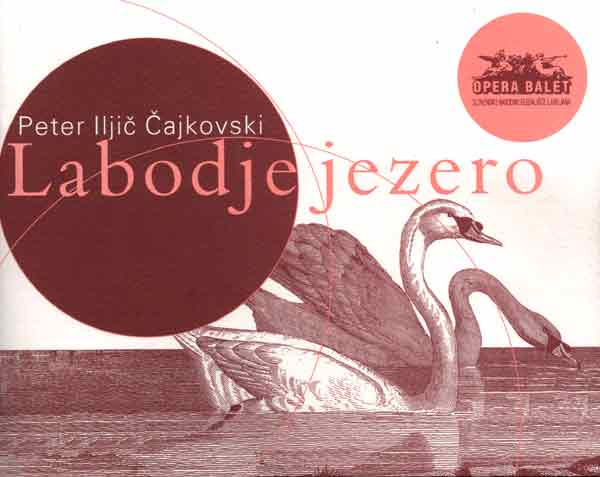 Peter Iljič Čajkovski
Labodje jezero
OPERA BALET
SLOVENSKO NARODNO GLEDALIŠČE LJUBLJANA